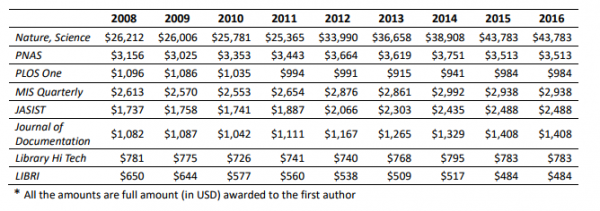 2008 2009 2010 2011 2012 2013 2014 2015 2016
Nature, Science $26,212 $26,006 $25,781 $25,365 $33,990 $36,658 $38,908 $43,783 $43,783
PNAS $3,156 $3,025 $3,353 $3,443 $3,664 $3,619 $3,751 $3,513 $3,513
PLOS One $1,096 $1,086 $1,035 $994 $991 $915 $941 $984 $984
MIS Quarterly $2,613 $2,570 $2,553 $2,654 $2,876 $2,861 $2,992 $2,938 $2,938
JASIST $1,737 $1,758 $1,741 $1,887 $2,066 $2,303 $2,435 $2,488 $2,488
Journal of
Documentation $1,082 $1,087 $1,042 $1,111 $1,167 $1,265 $1,329 $1,408 $1,408
Library Hi Tech $781 $775 $726 $741 $740 $768 $795 $783 $783
LIBRI $650 $644 $577 $560 $538 $509 $517 $484 $484
* All the amounts are full amount (in USD) awarded to the first author